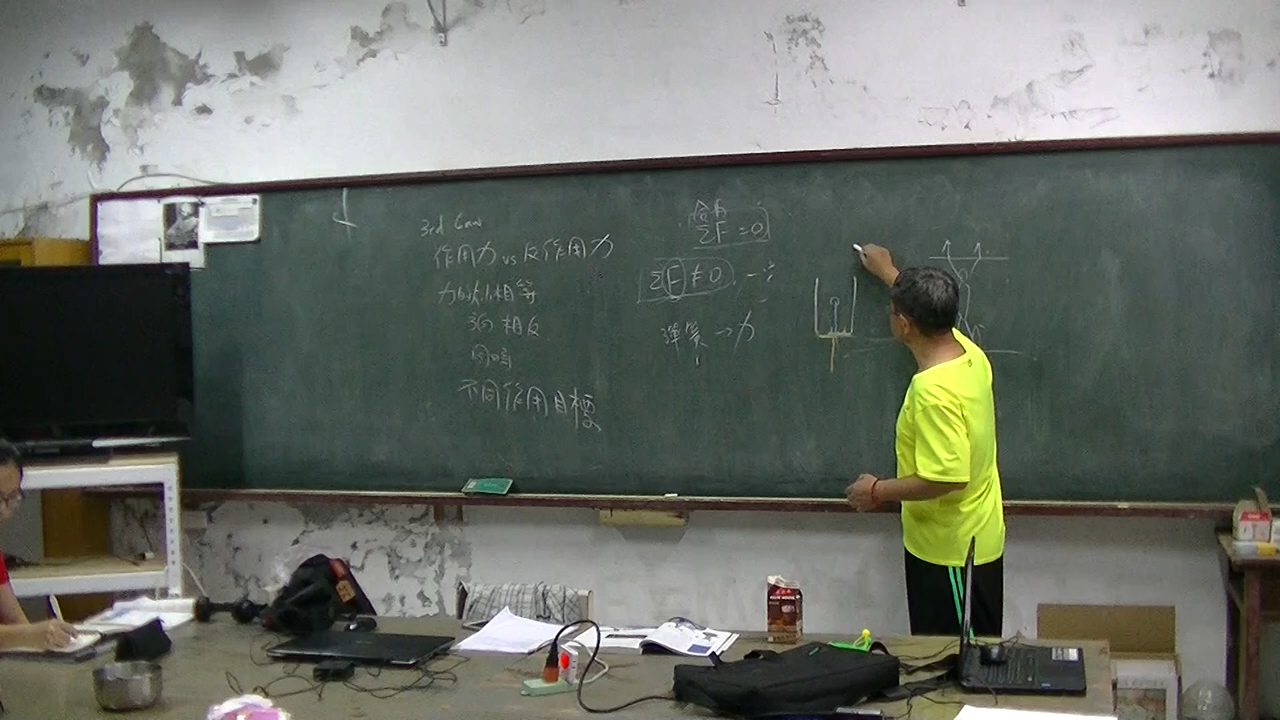 3rd Law
作用力 vs 反作用力
力的大小相等
方向相反
同時
不同作用目標
ΣF = 0
ΣF ≠ 0
彈簧 → 力